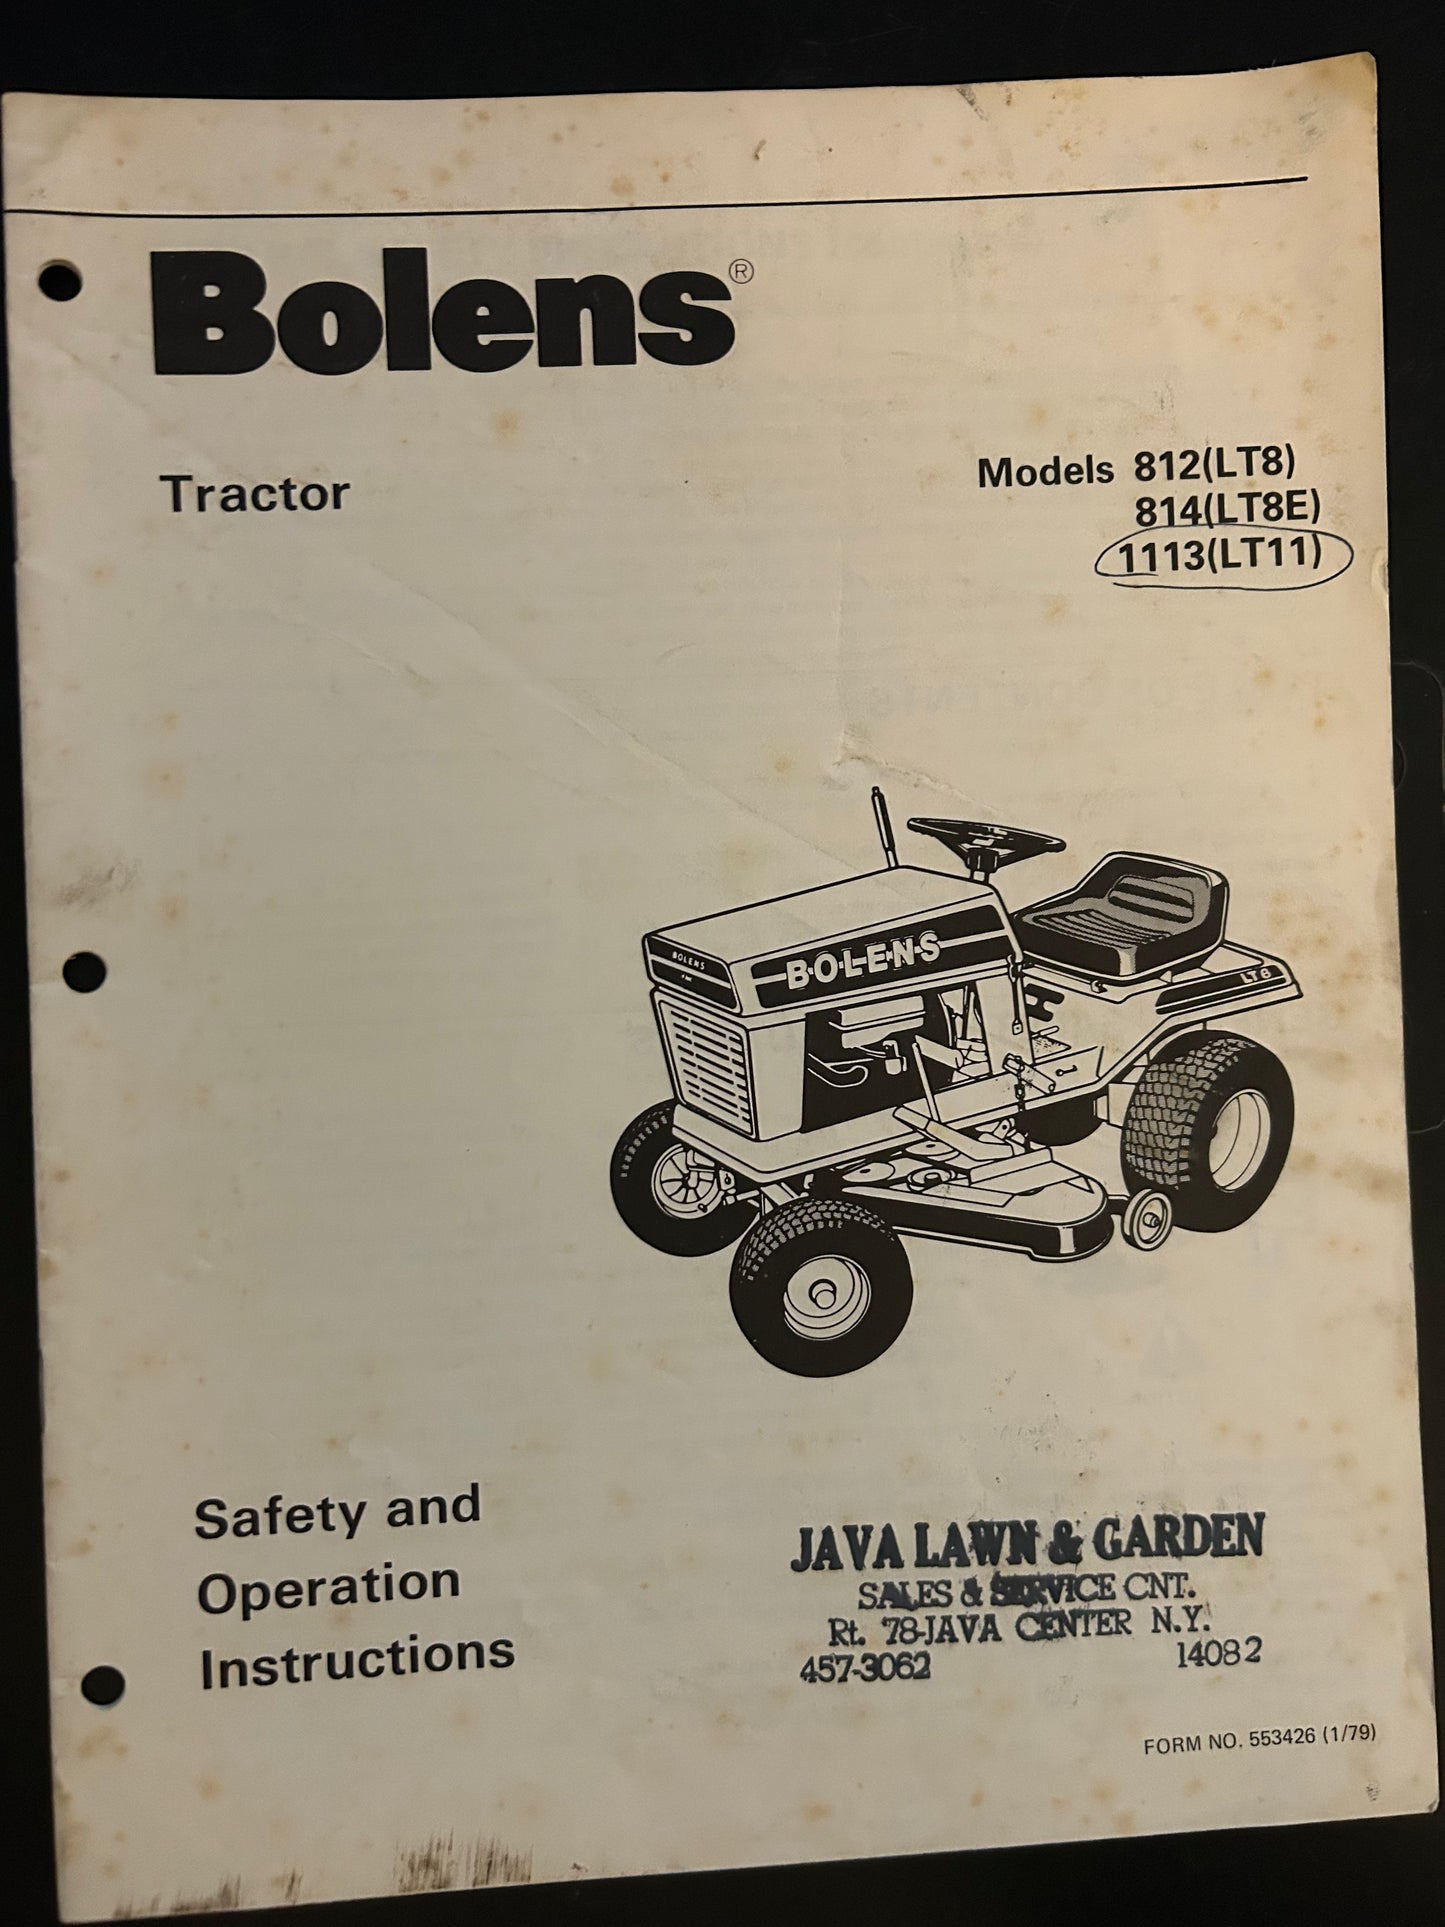 Bolens®
Tractor
Models 812(LT8)
814(LT8E)
1113(LT11)
BOLENS
B·O·L·E·N·S
LT8
Safety and
Operation
Instructions
JAVA LAWN & GARDEN
SALES & SERVICE CNT.
Rt. 78-JAVA CENTER N.Y.
457-3062 14082
FORM NO. 553426 (1/79)